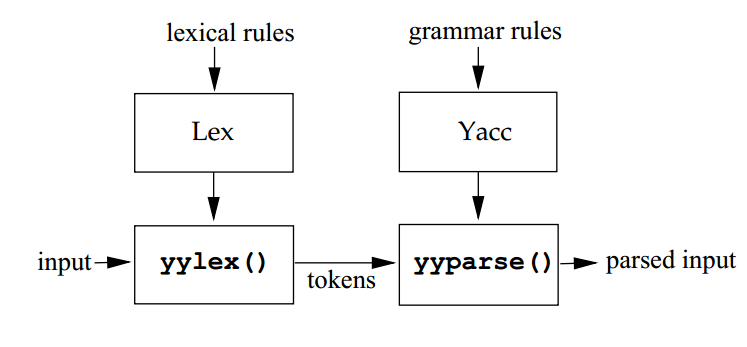 lexical rules
grammar rules
Lex
Yacc
input
yylex()
tokens
yyparse()
parsed input